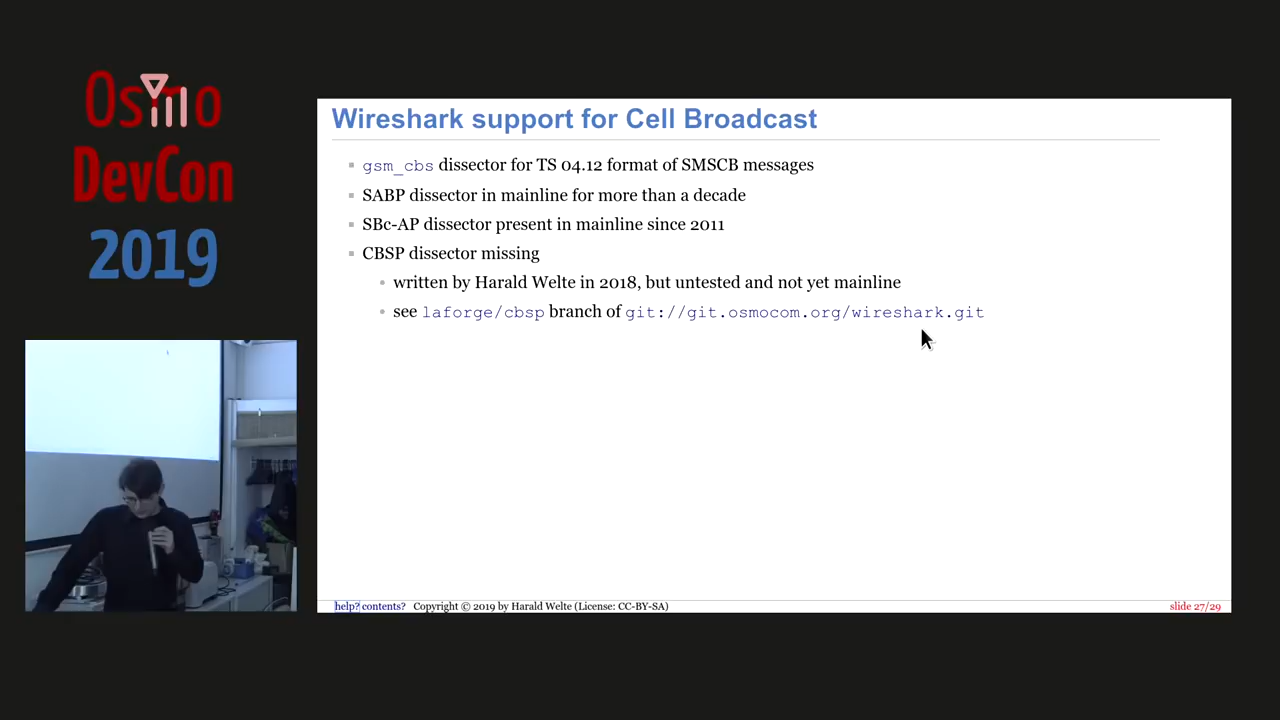 Osmo
DevCon
2019
Wireshark support for Cell Broadcast
gsm_cbs dissector for TS 04.12 format of SMSCB messages
SABP dissector in mainline for more than a decade
SBc-AP dissector present in mainline since 2011
CBSP dissector missing
written by Harald Welte in 2018, but untested and not yet mainline
see laforge/cbsp branch of git://git.osmocom.org/wireshark.git
help? contents? Copyright © 2019 by Harald Welte (License: CC-BY-SA)
slide 27/29